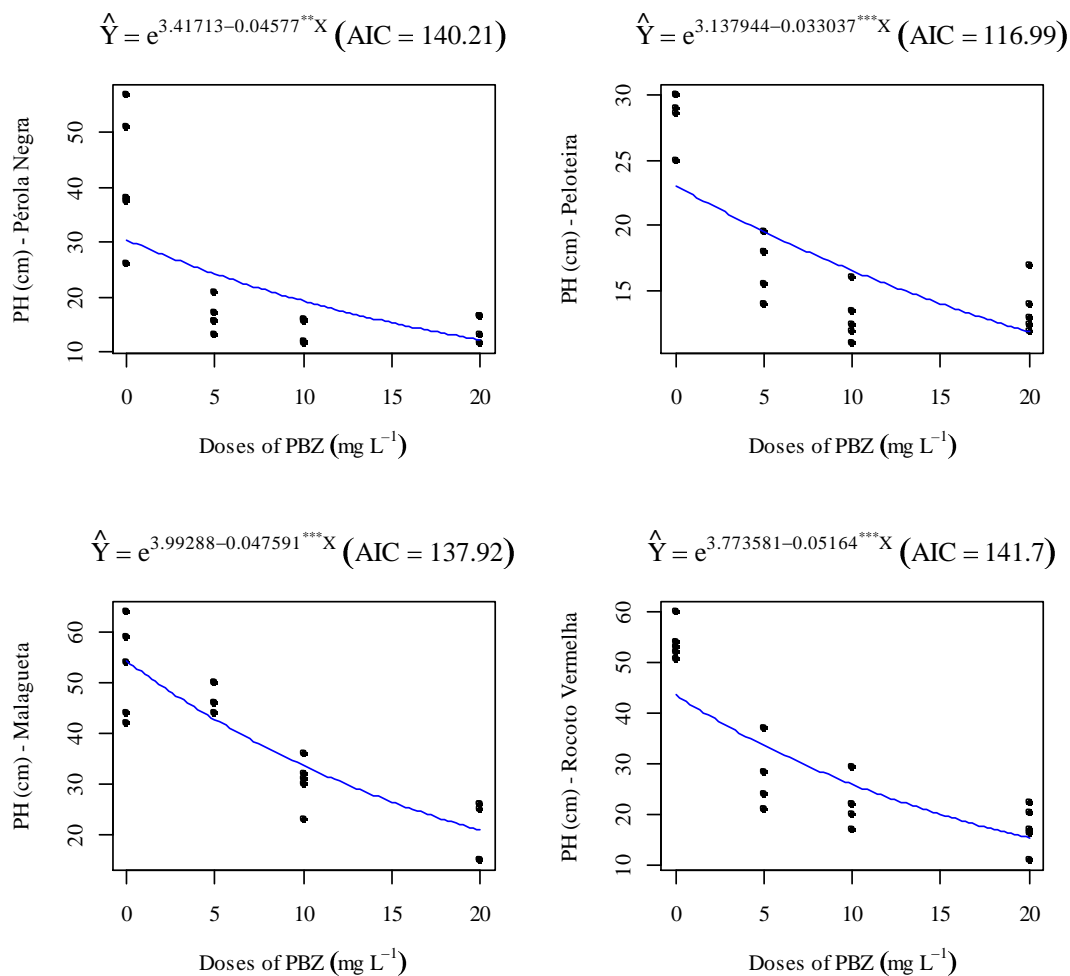 Ŷ = e^3.41713−0.04577**X (AIC = 140.21)
PH (cm) - Pérola Negra
50
40
30
20
10
0 5 10 15 20
Doses of PBZ (mg L⁻¹)
Ŷ = e^3.137944−0.033037***X (AIC = 116.99)
PH (cm) - Peloteira
30
25
20
15
0 5 10 15 20
Doses of PBZ (mg L⁻¹)
Ŷ = e^3.99288−0.047591***X (AIC = 137.92)
PH (cm) - Malagueta
60
50
40
30
20
0 5 10 15 20
Doses of PBZ (mg L⁻¹)
Ŷ = e^3.773581−0.05164***X (AIC = 141.7)
PH (cm) - Rocoto Vermelha
60
50
40
30
20
10
0 5 10 15 20
Doses of PBZ (mg L⁻¹)